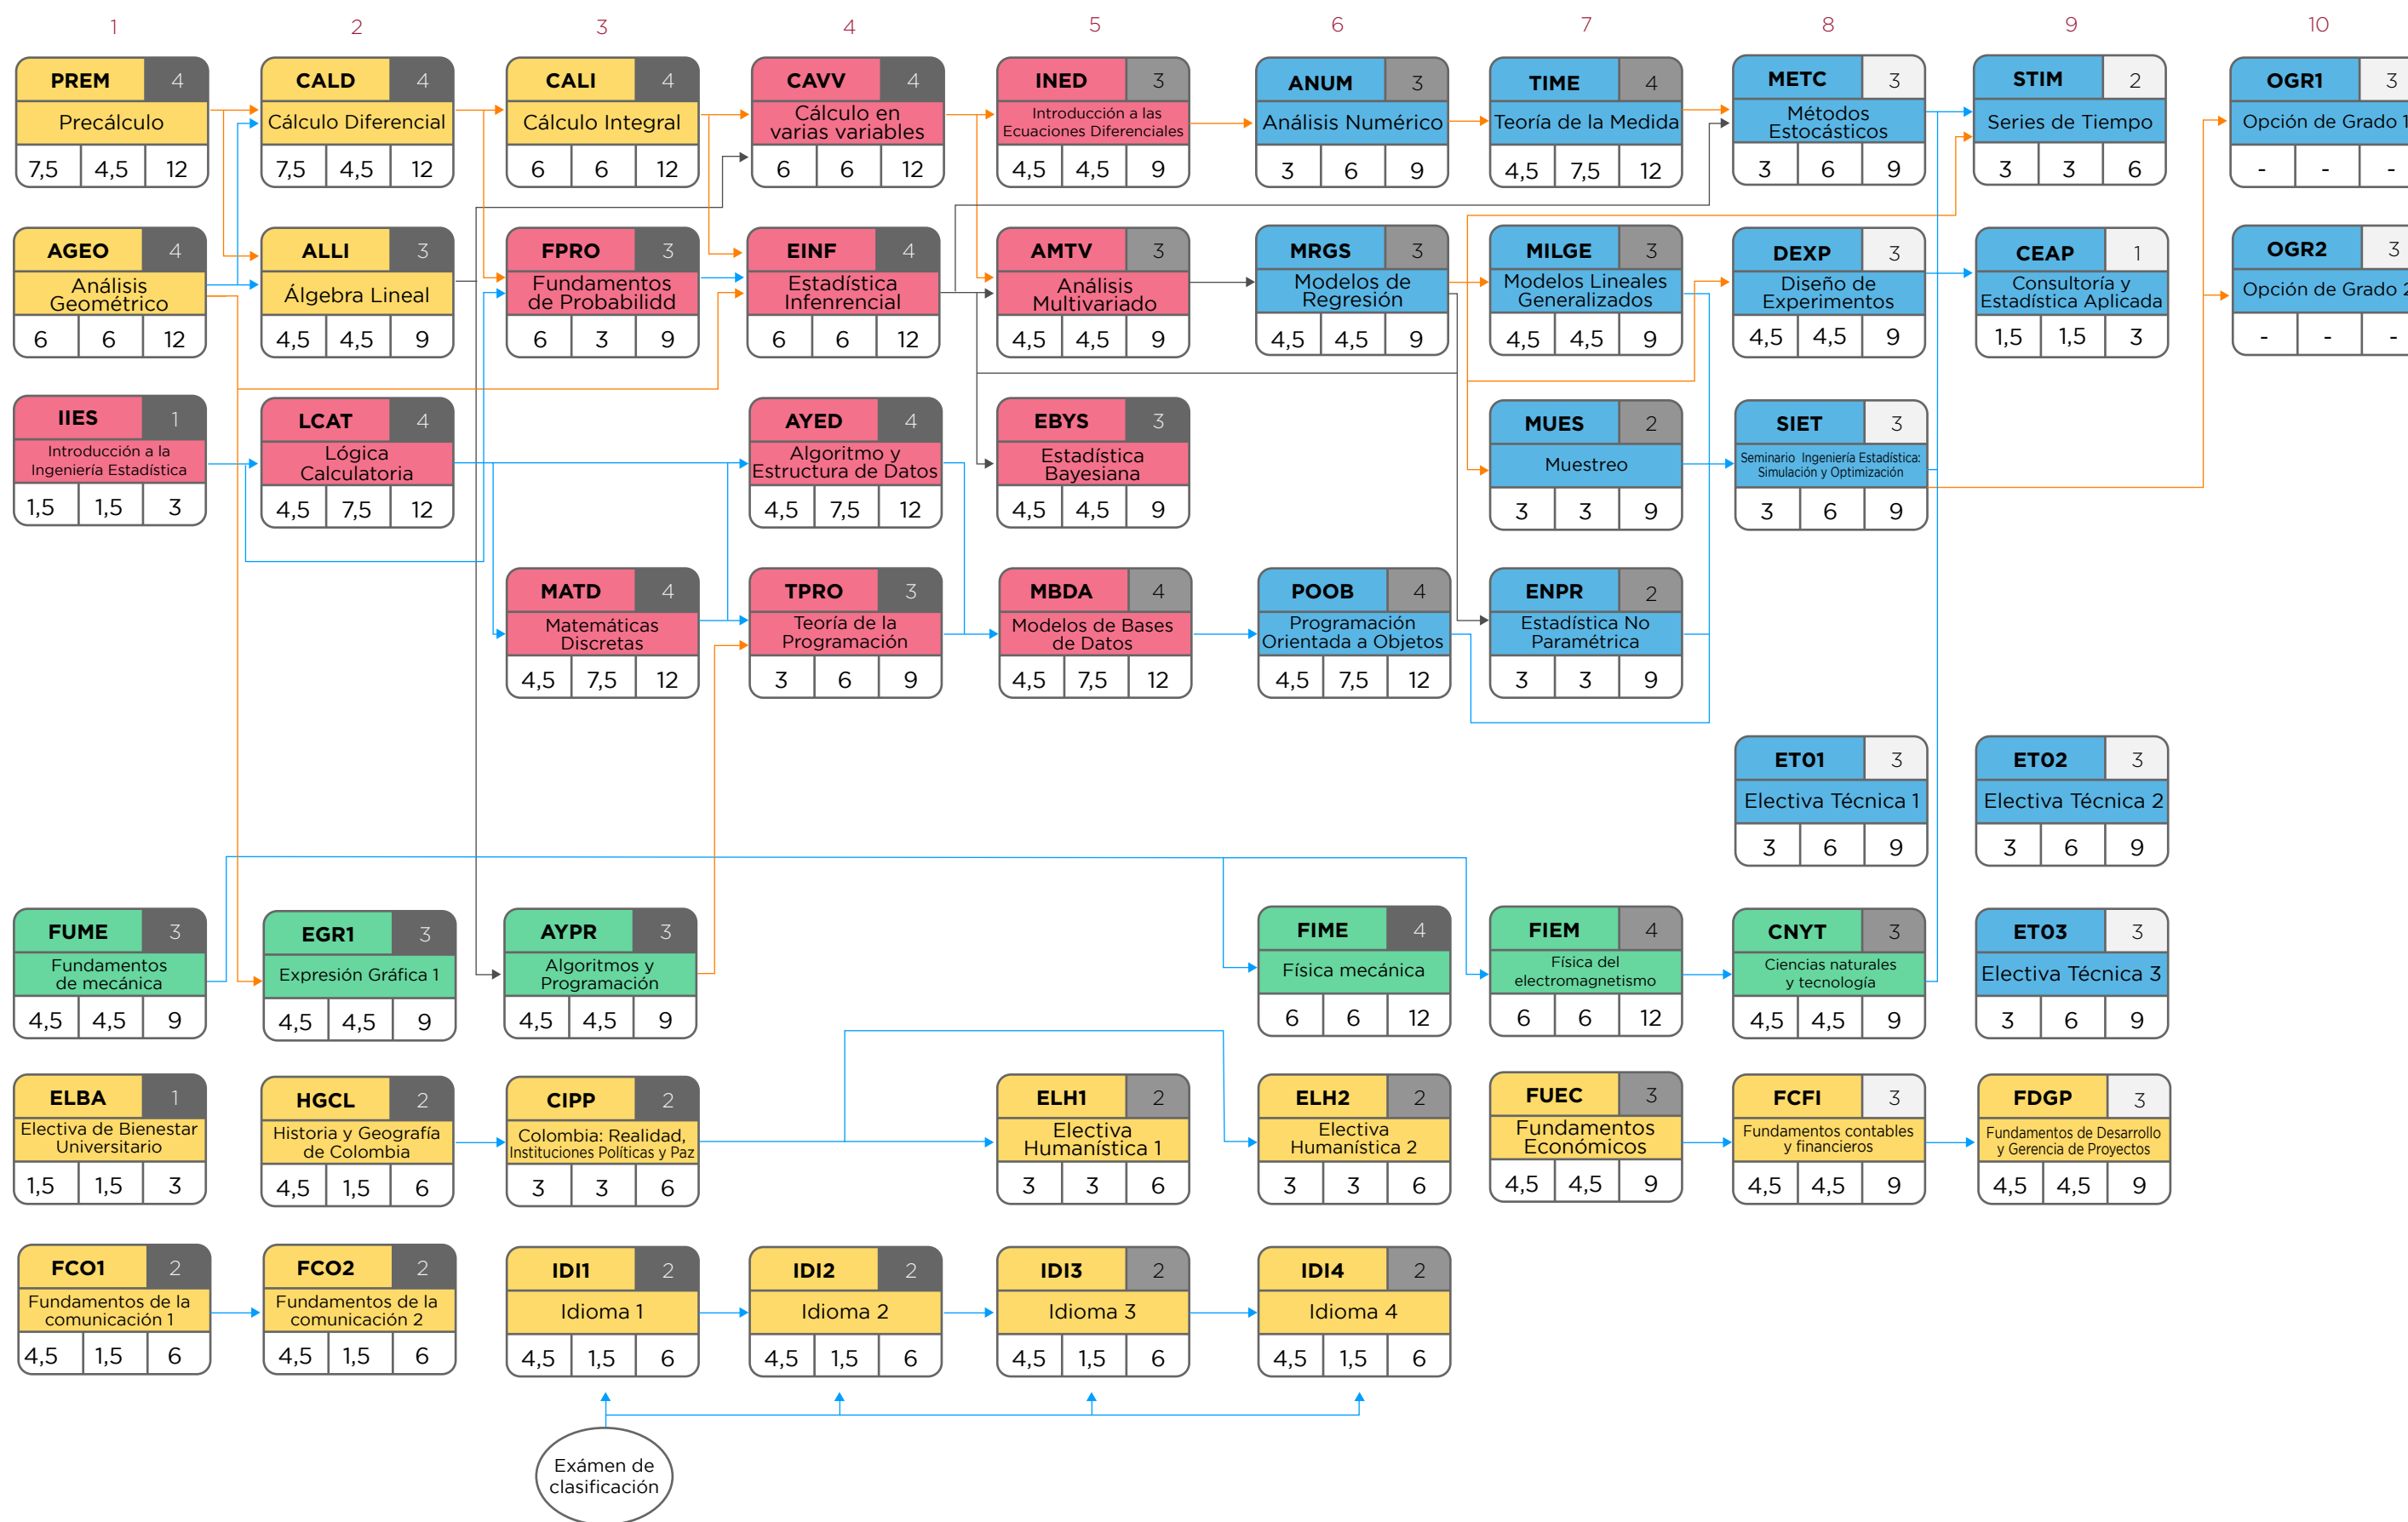 1 2 3 4 5 6 7 8 9 10
PREM 4
Precálculo
7,5 4,5 12
CALD 4
Cálculo Diferencial
7,5 4,5 12
CALI 4
Cálculo Integral
6 6 12
CAVV 4
Cálculo en
varias variables
6 6 12
INED 3
Introducción a las
Ecuaciones Diferenciales
4,5 4,5 9
ANUM 3
Análisis Numérico
3 6 9
TIME 4
Teoría de la Medida
4,5 7,5 12
METC 3
Métodos
Estocásticos
3 6 9
STIM 2
Series de Tiempo
3 3 6
OGR1 3
Opción de Grado 1
- - -
AGEO 4
Análisis
Geométrico
6 6 12
ALLI 3
Álgebra Lineal
4,5 4,5 9
FPRO 3
Fundamentos
de Probabilidd
6 3 9
EINF 4
Estadística
Infenrencial
6 6 12
AMTV 3
Análisis
Multivariado
4,5 4,5 9
MRGS 3
Modelos de
Regresión
4,5 4,5 9
MILGE 3
Modelos Lineales
Generalizados
4,5 4,5 9
DEXP 3
Diseño de
Experimentos
4,5 4,5 9
CEAP 1
Consultoría y
Estadística Aplicada
1,5 1,5 3
OGR2 3
Opción de Grado 2
- - -
IIES 1
Introducción a la
Ingeniería Estadística
1,5 1,5 3
LCAT 4
Lógica
Calculatoria
4,5 7,5 12
AYED 4
Algoritmo y
Estructura de Datos
4,5 7,5 12
EBYS 3
Estadística
Bayesiana
4,5 4,5 9
MUES 2
Muestreo
3 3 9
SIET 3
Seminario Ingeniería Estadística:
Simulación y Optimización
3 6 9
MATD 4
Matemáticas
Discretas
4,5 7,5 12
TPRO 3
Teoría de la
Programación
3 6 9
MBDA 4
Modelos de Bases
de Datos
4,5 7,5 12
POOB 4
Programación
Orientada a Objetos
4,5 7,5 12
ENPR 2
Estadística No
Paramétrica
3 3 9
ET01 3
Electiva Técnica 1
3 6 9
ET02 3
Electiva Técnica 2
3 6 9
FUME 3
Fundamentos
de mecánica
4,5 4,5 9
EGR1 3
Expresión Gráfica 1
4,5 4,5 9
AYPR 3
Algoritmos y
Programación
4,5 4,5 9
FIME 4
Física mecánica
6 6 12
FIEM 4
Física del
electromagnetismo
6 6 12
CNYT 3
Ciencias naturales
y tecnología
4,5 4,5 9
ET03 3
Electiva Técnica 3
3 6 9
ELBA 1
Electiva de Bienestar
Universitario
1,5 1,5 3
HGCL 2
Historia y Geografía
de Colombia
4,5 1,5 6
CIPP 2
Colombia: Realidad,
Instituciones Políticas y Paz
3 3 6
ELH1 2
Electiva
Humanística 1
3 3 6
ELH2 2
Electiva
Humanística 2
3 3 6
FUEC 3
Fundamentos
Económicos
4,5 4,5 9
FCFI 3
Fundamentos contables
y financieros
4,5 4,5 9
FDGP 3
Fundamentos de Desarrollo
y Gerencia de Proyectos
4,5 4,5 9
FCO1 2
Fundamentos de la
comunicación 1
4,5 1,5 6
FCO2 2
Fundamentos de la
comunicación 2
4,5 1,5 6
IDI1 2
Idioma 1
4,5 1,5 6
IDI2 2
Idioma 2
4,5 1,5 6
IDI3 2
Idioma 3
4,5 1,5 6
IDI4 2
Idioma 4
4,5 1,5 6
Exámen de
clasificación